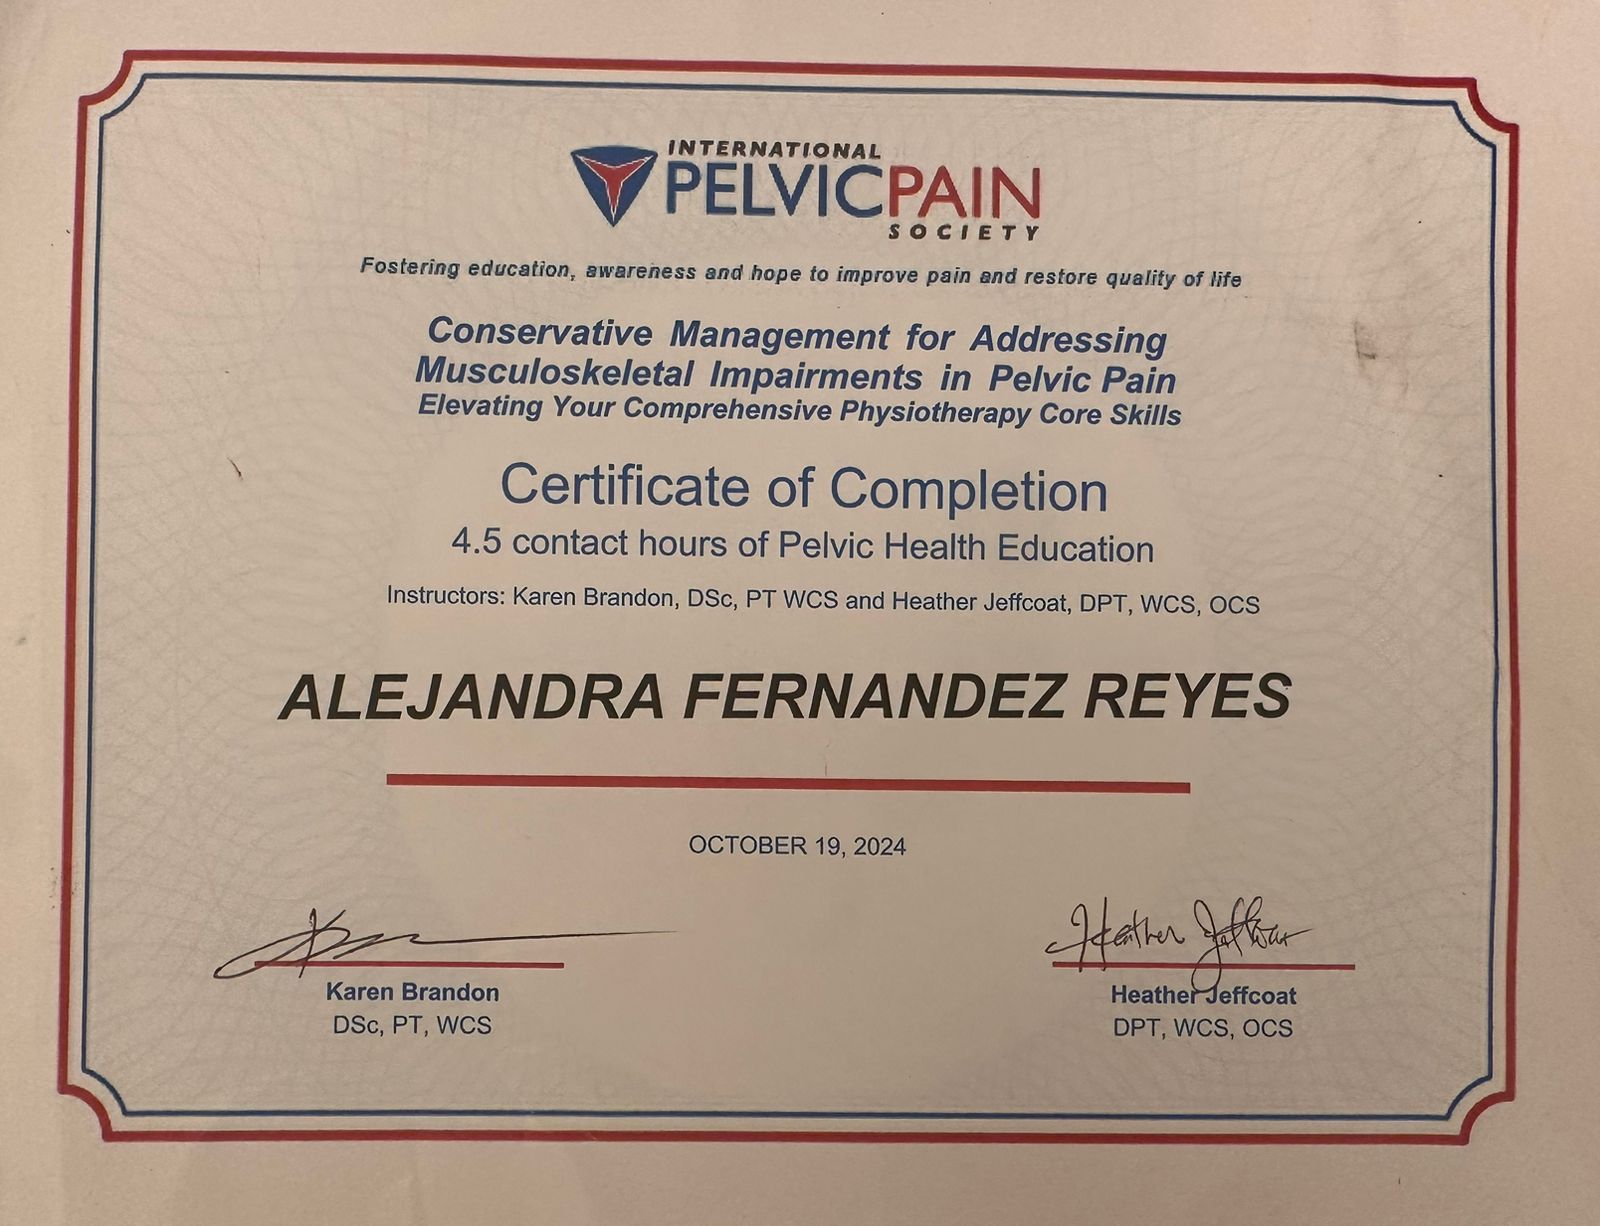 INTERNATIONAL
PELVICPAIN
SOCIETY
Fostering education, awareness and hope to improve pain and restore quality of life
Conservative Management for Addressing
Musculoskeletal Impairments in Pelvic Pain
Elevating Your Comprehensive Physiotherapy Core Skills
Certificate of Completion
4.5 contact hours of Pelvic Health Education
Instructors: Karen Brandon, DSc, PT WCS and Heather Jeffcoat, DPT, WCS, OCS
ALEJANDRA FERNANDEZ REYES
OCTOBER 19, 2024
Heather Jeffcoat
Karen Brandon
DSc, PT, WCS
Heather Jeffcoat
DPT, WCS, OCS